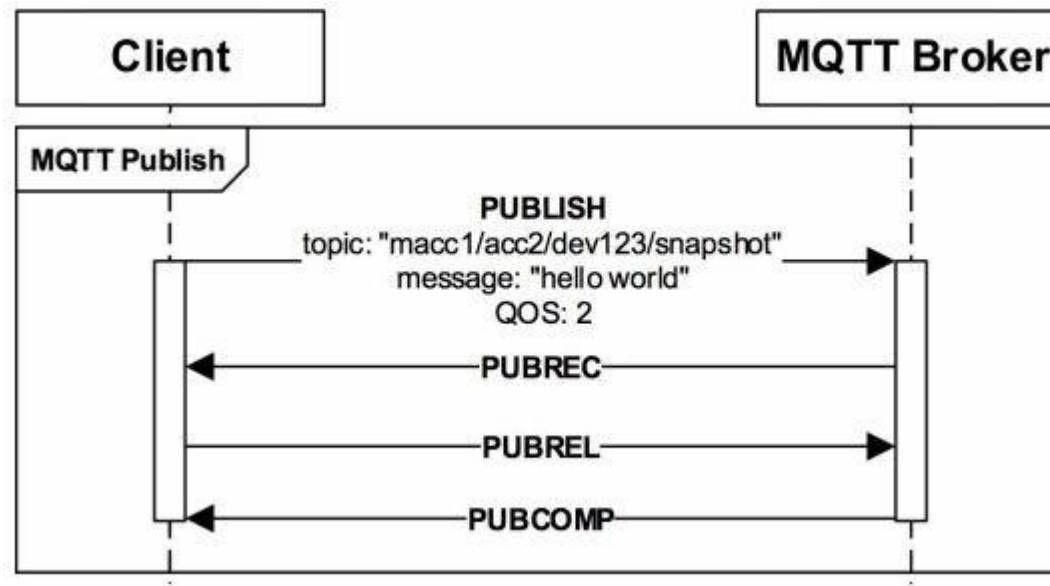 Client
MQTT Broker
MQTT Publish
PUBLISH
topic: "macc1/acc2/dev123/snapshot"
message: "hello world"
QOS: 2
PUBREC
PUBREL
PUBCOMP